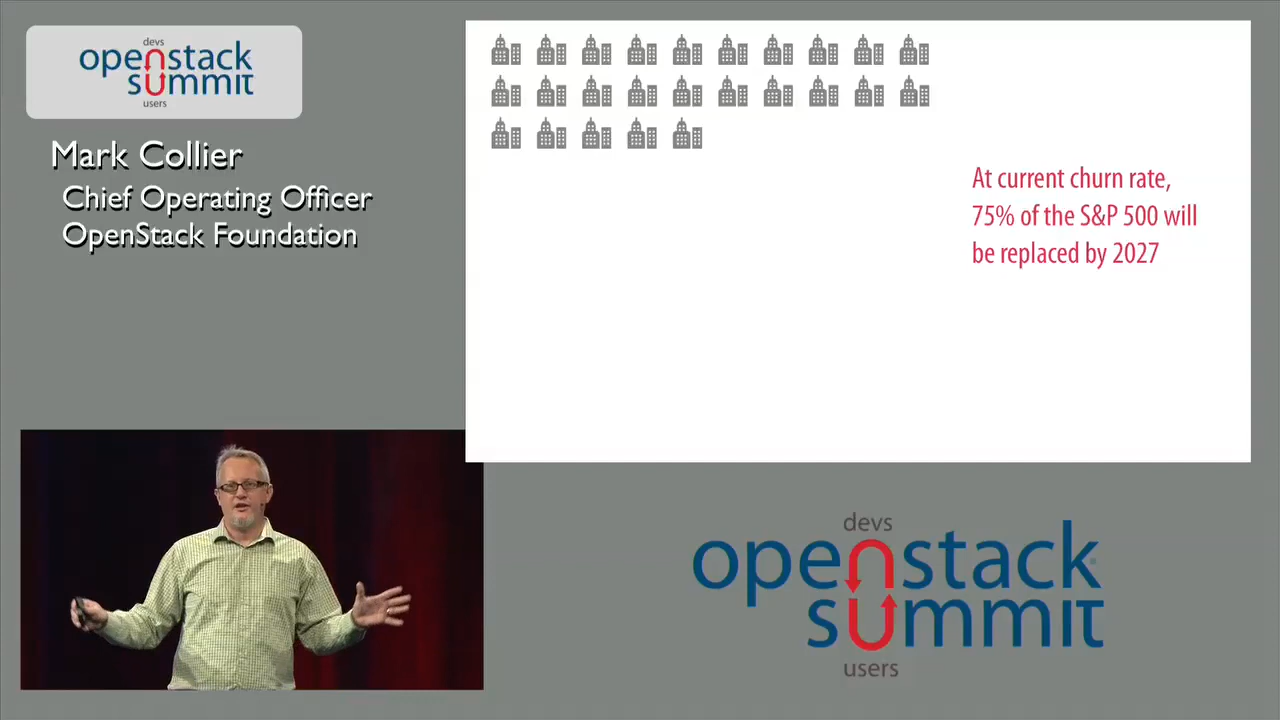 devs
openstack
summit
users
Mark Collier
Chief Operating Officer
OpenStack Foundation
At current churn rate,
75% of the S&P 500 will
be replaced by 2027
devs
openstack
summit
users